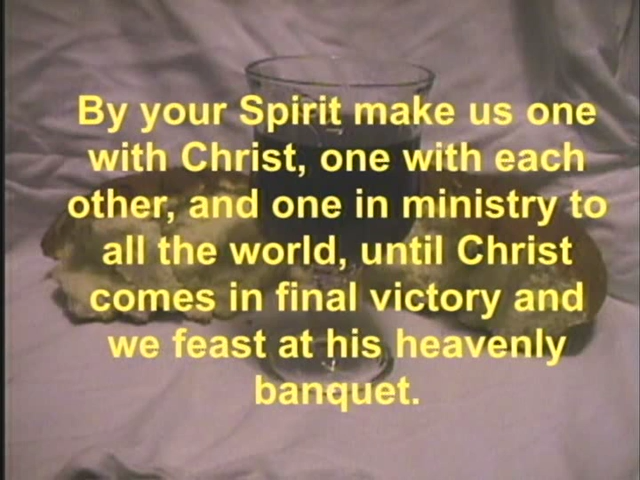 By your Spirit make us one
with Christ, one with each
other, and one in ministry to
all the world, until Christ
comes in final victory and
we feast at his heavenly
banquet.